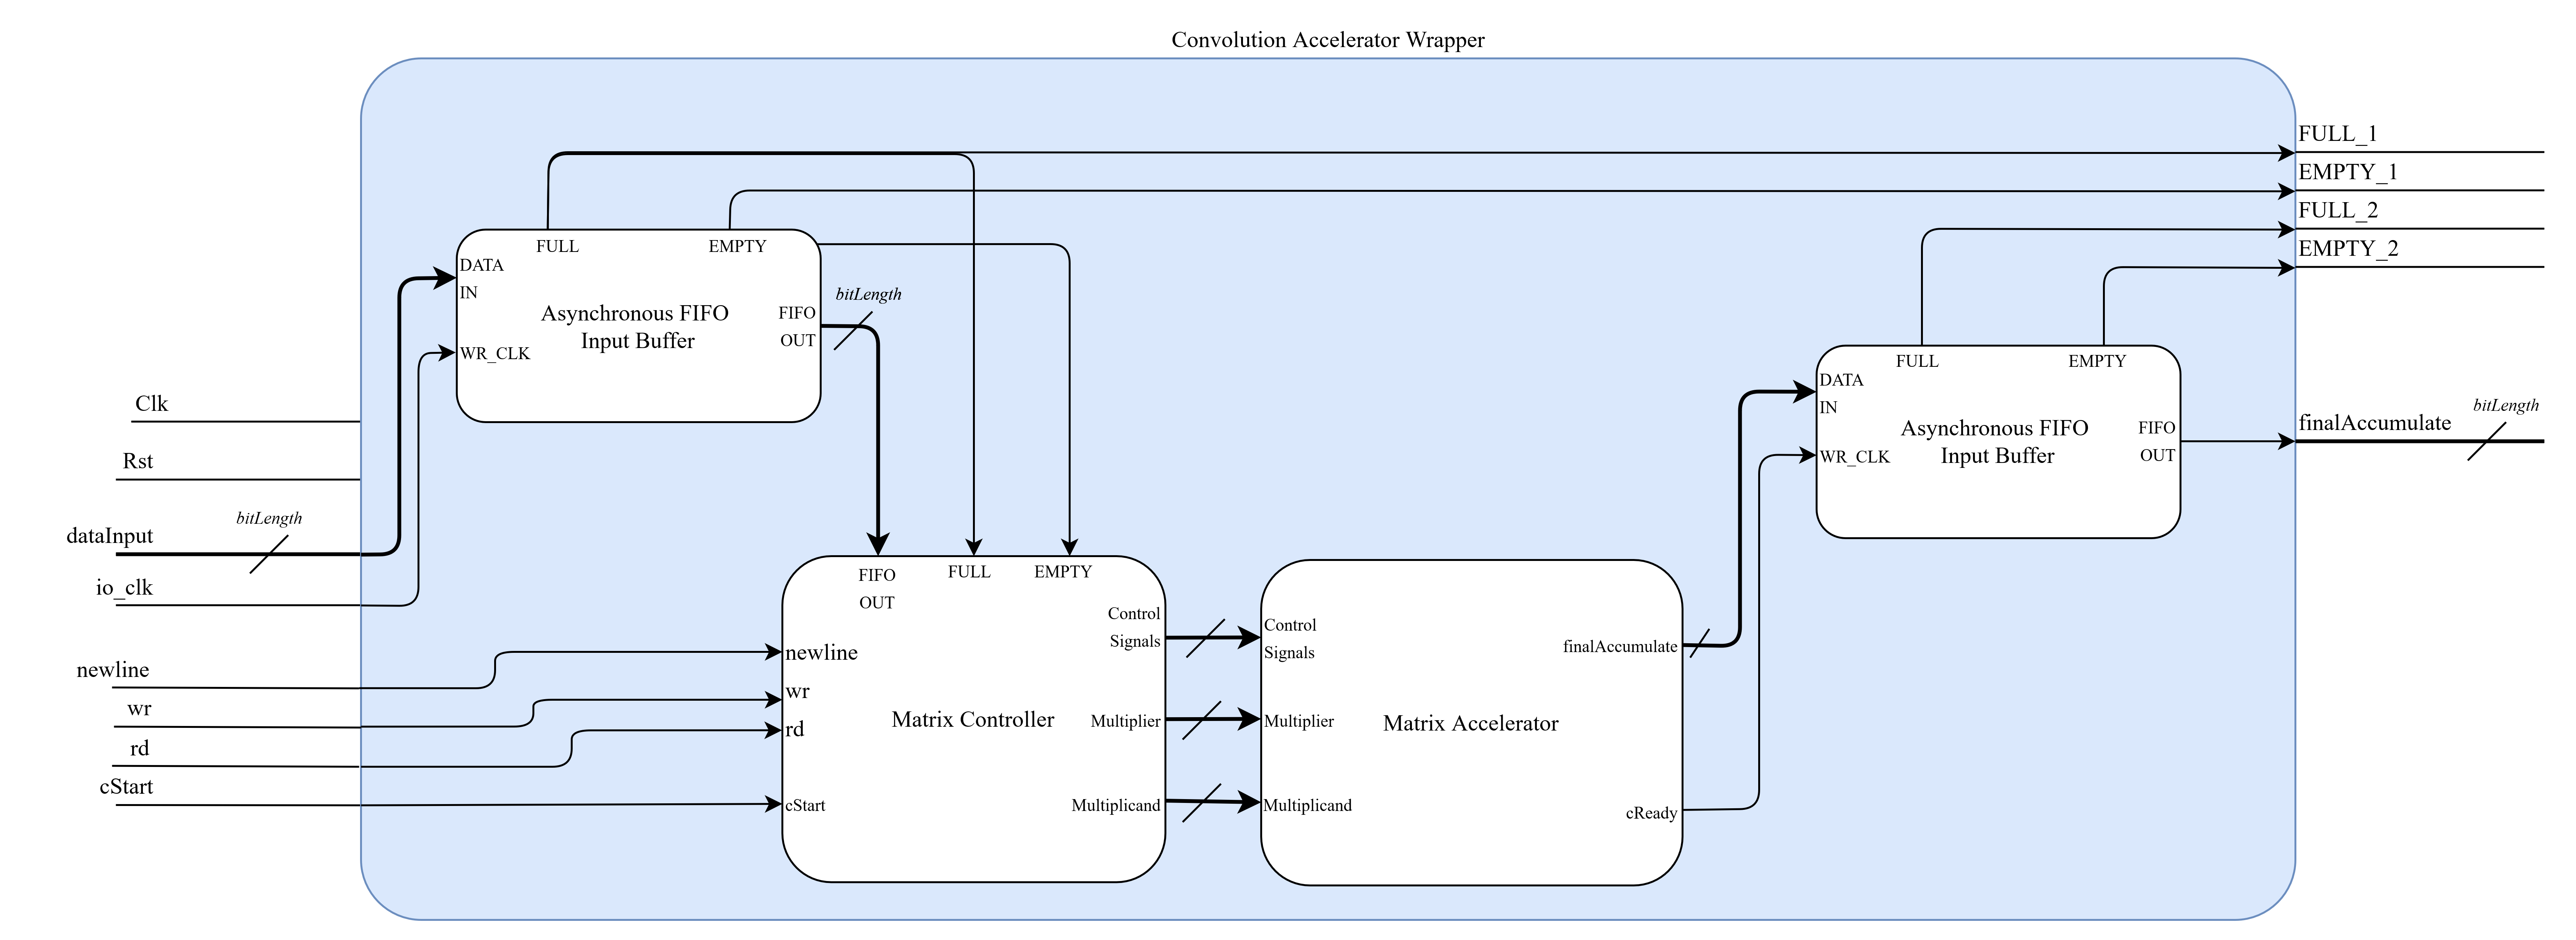 Convolution Accelerator Wrapper
FULL_1
EMPTY_1
FULL_2
EMPTY_2
FULL
EMPTY
DATA
IN
Asynchronous FIFO
Input Buffer
FIFO
OUT
WR_CLK
bitLength
FULL
EMPTY
DATA
IN
Asynchronous FIFO
Input Buffer
FIFO
OUT
WR_CLK
bitLength
finalAccumulate
Clk
Rst
bitLength
dataInput
io_clk
newline
wr
rd
cStart
FIFO
OUT
FULL
EMPTY
newline
wr
rd
cStart
Matrix Controller
Control
Signals
Multiplier
Multiplicand
Control
Signals
Multiplier
Multiplicand
Matrix Accelerator
finalAccumulate
cReady